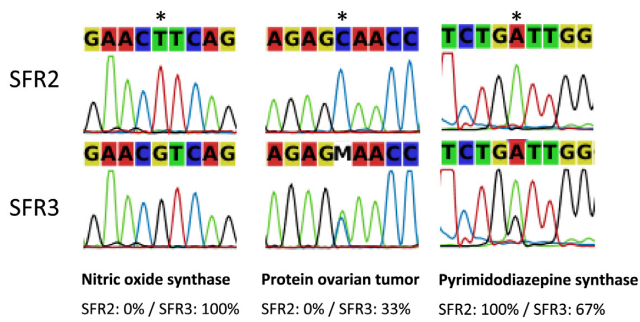 * * *
GAACTTCAG AGAGCAACC TCTGATTGG
SFR2
GAACGTCAG AGAGMAACC TCTGATTGG
SFR3
Nitric oxide synthase Protein ovarian tumor Pyrimidodiazepine synthase
SFR2: 0% / SFR3: 100% SFR2: 0% / SFR3: 33% SFR2: 100% / SFR3: 67%